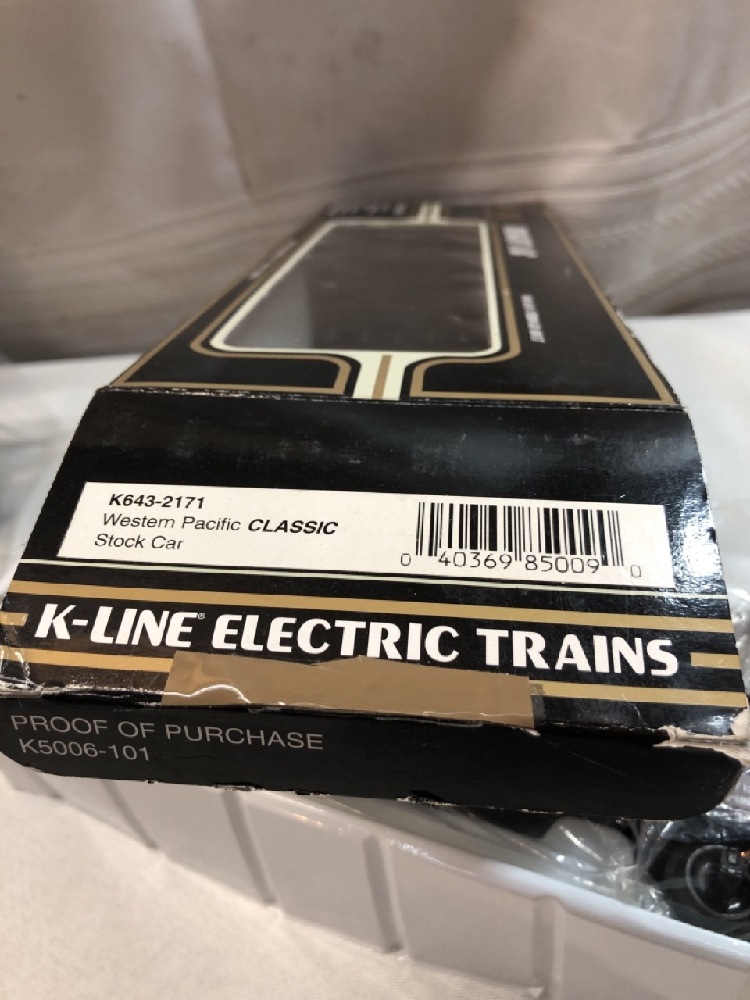 K643-2171
Western Pacific CLASSIC
Stock Car
0 40369 85009 0
K-LINE® ELECTRIC TRAINS
PROOF OF PURCHASE
K5006-101